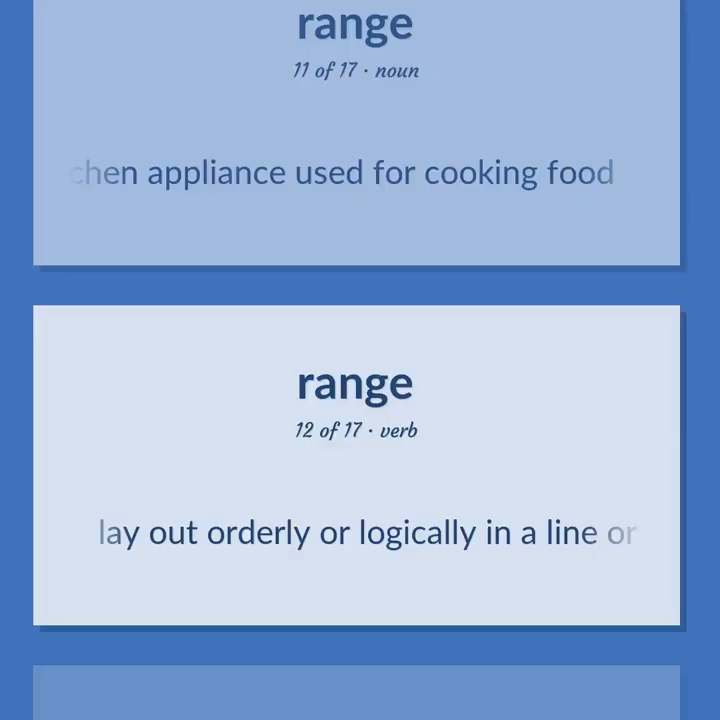 range
11 of 17 · noun
chen appliance used for cooking food
range
12 of 17 · verb
lay out orderly or logically in a line or